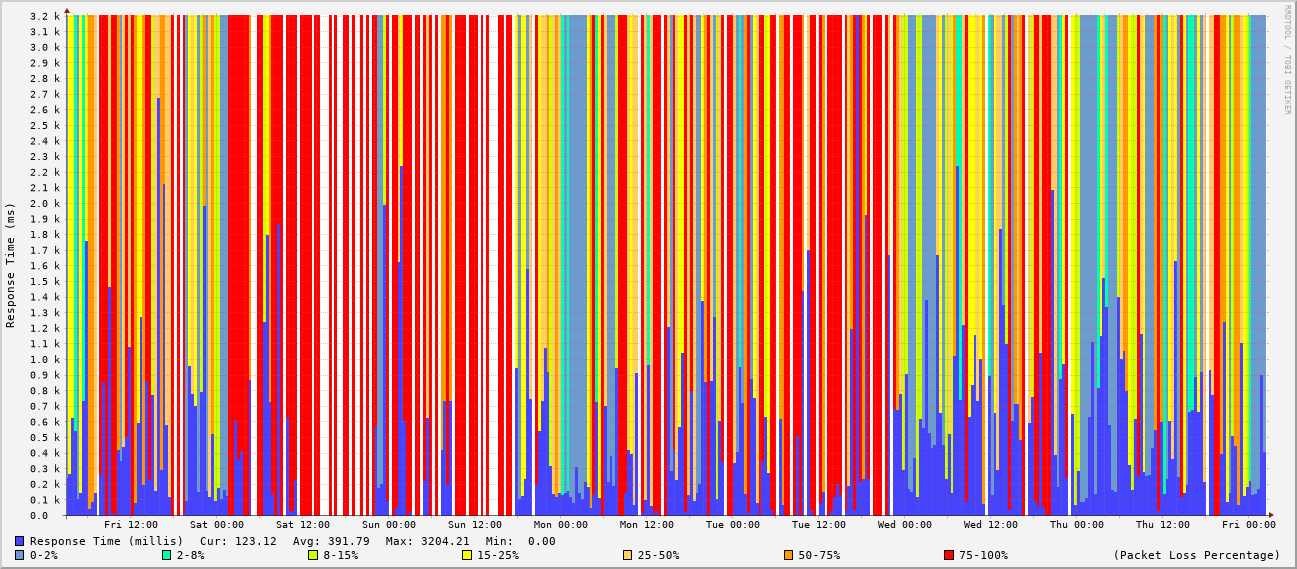 3.2 k
3.1 k
3.0 k
2.9 k
2.8 k
2.7 k
2.6 k
2.5 k
2.4 k
2.3 k
2.2 k
2.1 k
2.0 k
1.9 k
1.8 k
1.7 k
1.6 k
1.5 k
1.4 k
1.3 k
1.2 k
1.1 k
1.0 k
0.9 k
0.8 k
0.7 k
0.6 k
0.5 k
0.4 k
0.3 k
0.2 k
0.1 k
0.0
Response Time (ms)
RRDTOOL / TOBI OETIKER
Fri 12:00 Sat 00:00 Sat 12:00 Sun 00:00 Sun 12:00 Mon 00:00 Mon 12:00 Tue 00:00 Tue 12:00 Wed 00:00 Wed 12:00 Thu 00:00 Thu 12:00 Fri 00:00
Response Time (millis) Cur: 123.12 Avg: 391.79 Max: 3204.21 Min: 0.00
0-2% 2-8% 8-15% 15-25% 25-50% 50-75% 75-100% (Packet Loss Percentage)